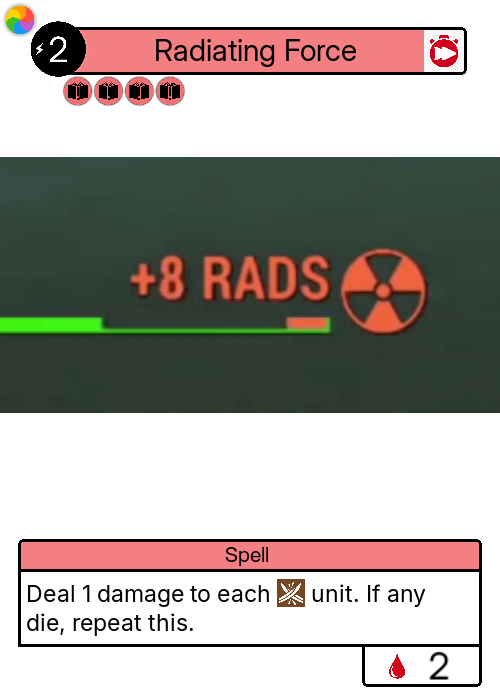 2
Radiating Force
+8 RADS
Spell
Deal 1 damage to each unit. If any
die, repeat this.
2